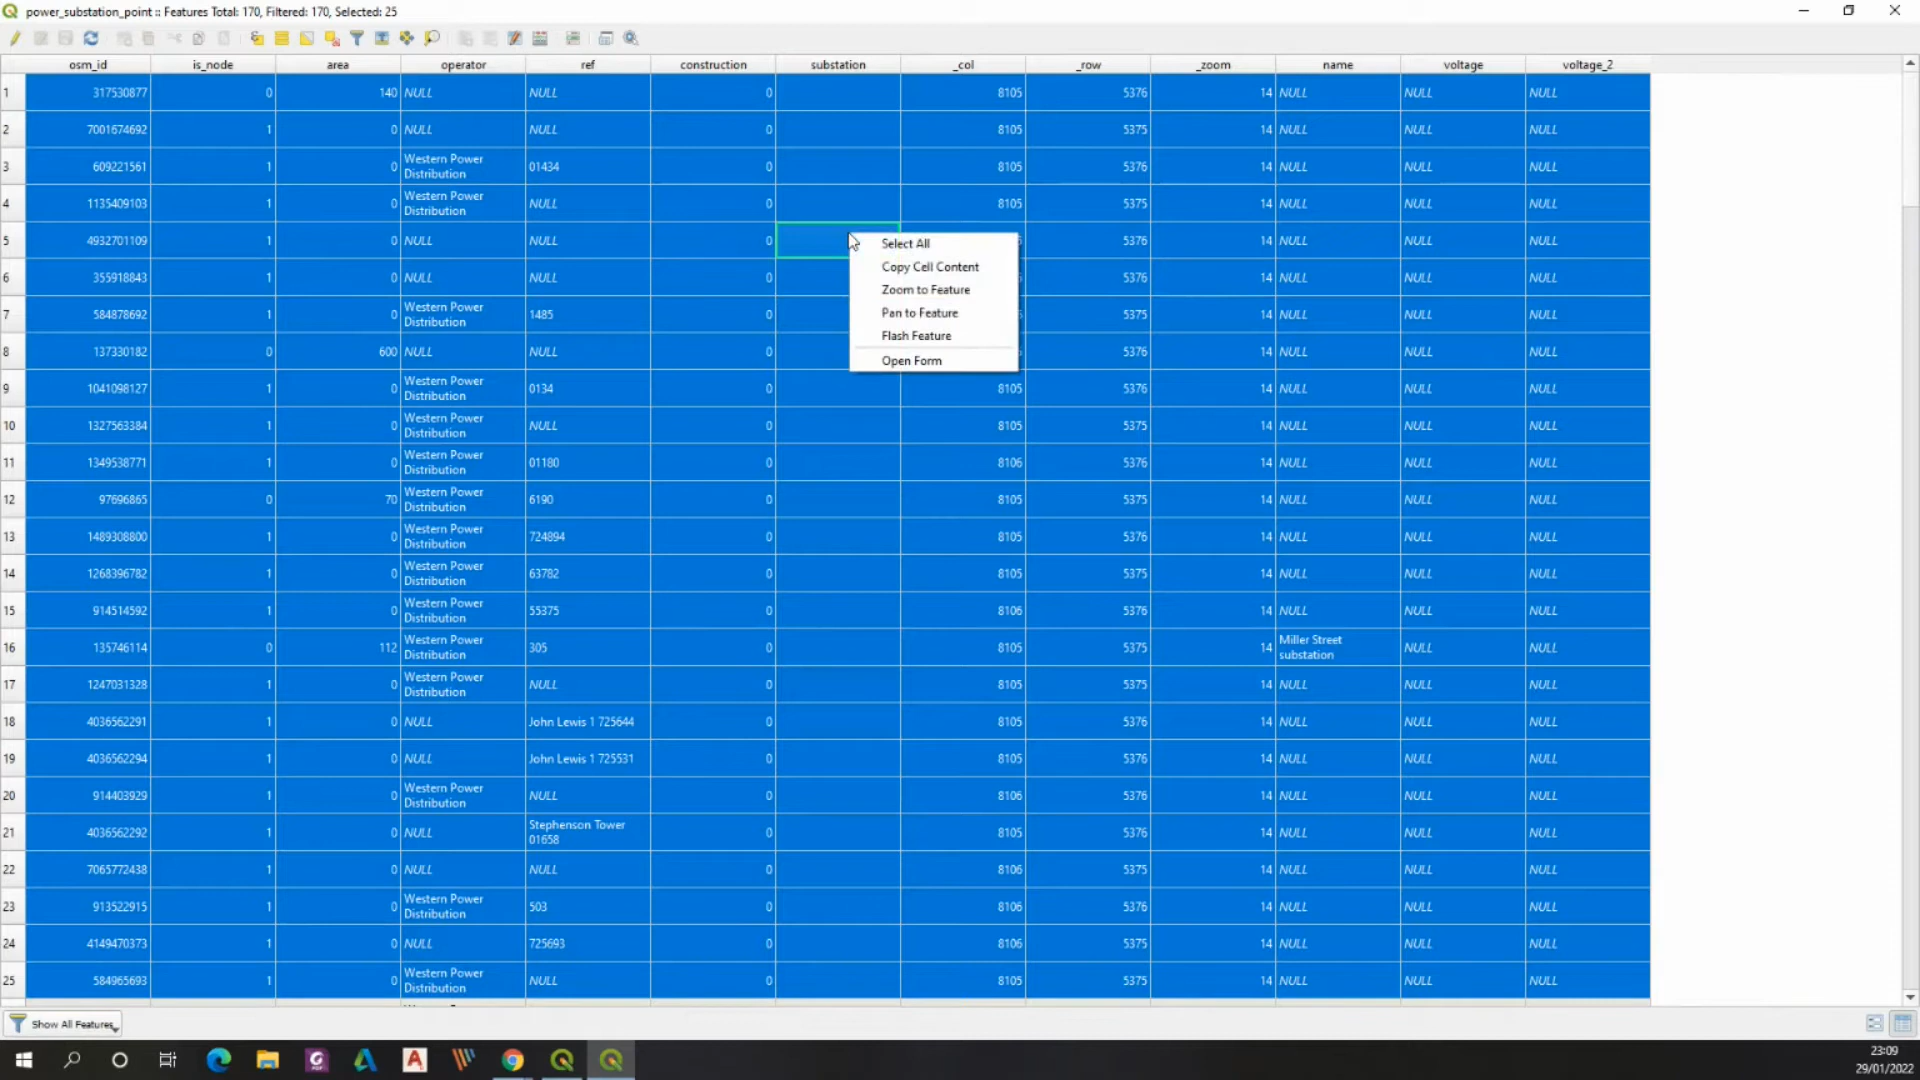 power_substation_point :: Features Total: 170, Filtered: 170, Selected: 25
osm_id is_node area operator ref construction substation _col _row _zoom name voltage voltage_2
1 317530877 0 140 NULL NULL 0 8105 5376 14 NULL NULL NULL
2 7001674692 1 0 NULL NULL 0 8105 5375 14 NULL NULL NULL
3 609221561 1 0 Western Power Distribution 01434 0 8105 5376 14 NULL NULL NULL
4 1135409103 1 0 Western Power Distribution NULL 0 8105 5375 14 NULL NULL NULL
5 4932701109 1 0 NULL NULL 0 5376 14 NULL NULL NULL
6 355918843 1 0 NULL NULL 0 5376 14 NULL NULL NULL
7 584878692 1 0 Western Power Distribution 1485 0 5375 14 NULL NULL NULL
8 137330182 0 600 NULL NULL 0 5376 14 NULL NULL NULL
9 1041098127 1 0 Western Power Distribution 0134 0 8105 5376 14 NULL NULL NULL
10 1327563384 1 0 Western Power Distribution NULL 0 8105 5375 14 NULL NULL NULL
11 1349538771 1 0 Western Power Distribution 01180 0 8106 5376 14 NULL NULL NULL
12 97696865 0 70 Western Power Distribution 6190 0 8105 5375 14 NULL NULL NULL
13 1489308800 1 0 Western Power Distribution 724894 0 8105 5375 14 NULL NULL NULL
14 1268396782 1 0 Western Power Distribution 63782 0 8105 5375 14 NULL NULL NULL
15 914514592 1 0 Western Power Distribution 55375 0 8106 5376 14 NULL NULL NULL
16 135746114 0 112 Western Power Distribution 305 0 8105 5375 14 Miller Street substation NULL NULL
17 1247031328 1 0 Western Power Distribution NULL 0 8105 5375 14 NULL NULL NULL
18 4036562291 1 0 NULL John Lewis 1 725644 0 8105 5376 14 NULL NULL NULL
19 4036562294 1 0 NULL John Lewis 1 725531 0 8105 5376 14 NULL NULL NULL
20 914403929 1 0 Western Power Distribution NULL 0 8106 5376 14 NULL NULL NULL
21 4036562292 1 0 NULL Stephenson Tower 01658 0 8105 5376 14 NULL NULL NULL
22 7065772438 1 0 NULL NULL 0 8106 5376 14 NULL NULL NULL
23 913522915 1 0 Western Power Distribution 503 0 8106 5376 14 NULL NULL NULL
24 4149470373 1 0 NULL 725693 0 8106 5375 14 NULL NULL NULL
25 584965693 1 0 Western Power Distribution NULL 0 8105 5375 14 NULL NULL NULL
Select All
Copy Cell Content
Zoom to Feature
Pan to Feature
Flash Feature
Open Form
Show All Features
23:09
29/01/2022